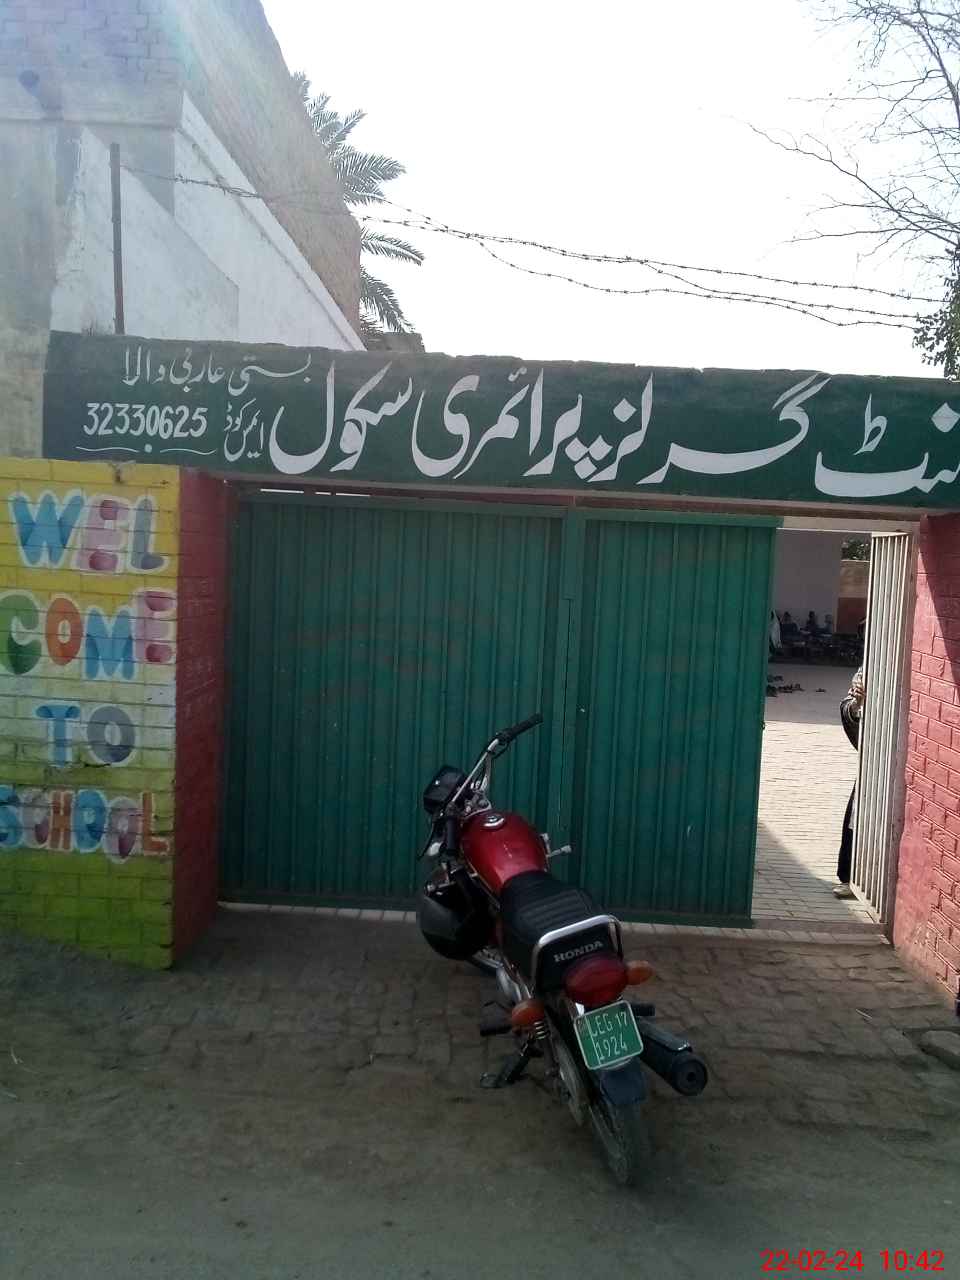 بستی عاربی والا
نٹ گرلز پرائمری سکول
ایمس کوڈ
32330625
WEL
COME
TO
SCHOOL
HONDA
LEG 17
1924
22-02-24 10:42